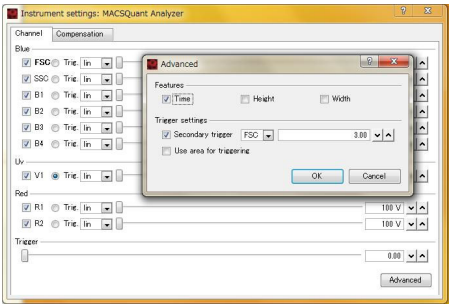 Instrument settings: MACSQuant Analyzer
Channel Compensation
Blue
FSC Trig. lin
SSC Trig. lin
B1 Trig. lin
B2 Trig. lin
B3 Trig. lin
B4 Trig. lin
Uv
V1 Trig. lin
Red
R1 Trig. lin 100 V
R2 Trig. lin 100 V
Trigger
0.00
Advanced
Advanced
Features
Time Height Width
Trigger settings
Secondary trigger FSC 3.00
Use area for triggering
OK Cancel